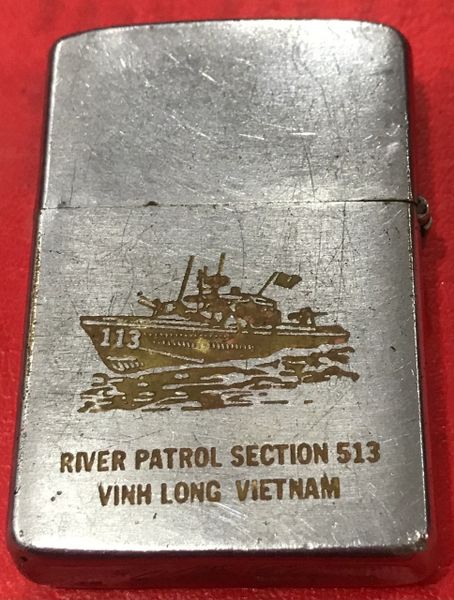 113
RIVER PATROL SECTION 513
VINH LONG VIETNAM